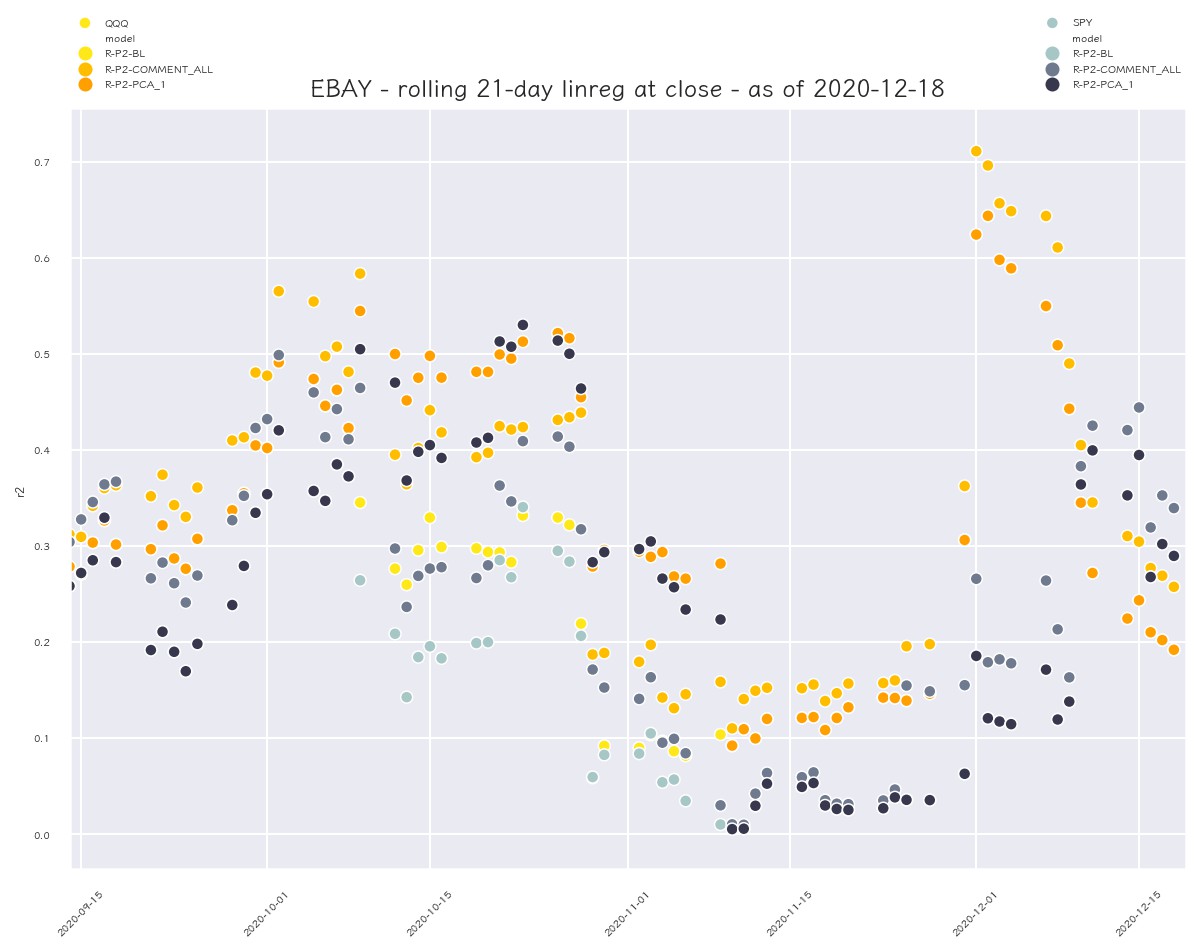 QQQ
model
R-P2-BL
R-P2-COMMENT_ALL
R-P2-PCA_1
SPY
model
R-P2-BL
R-P2-COMMENT_ALL
R-P2-PCA_1
EBAY - rolling 21-day linreg at close - as of 2020-12-18
0.7
0.6
0.5
0.4
0.3
0.2
0.1
0.0
r2
2020-09-15
2020-10-01
2020-10-15
2020-11-01
2020-11-15
2020-12-01
2020-12-15